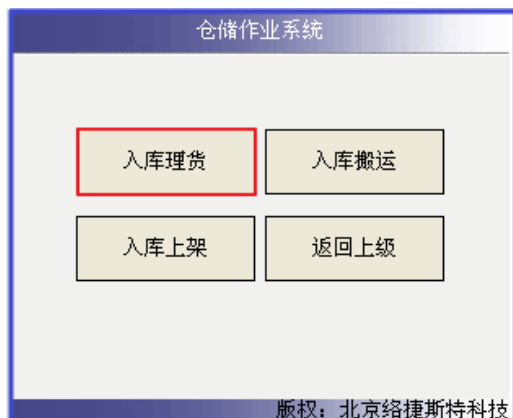 仓储作业系统
入库理货 入库搬运
入库上架 返回上级
版权：北京络捷斯特科技